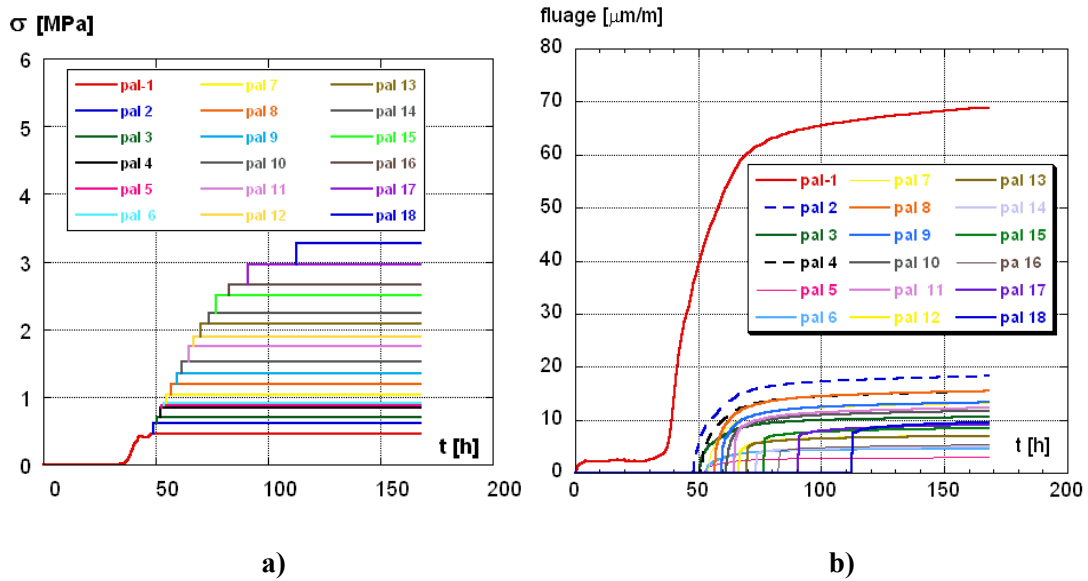 σ [MPa]
6
5
4
3
2
1
0
pal-1 pal 7 pal 13
pal 2 pal 8 pal 14
pal 3 pal 9 pal 15
pal 4 pal 10 pal 16
pal 5 pal 11 pal 17
pal 6 pal 12 pal 18
t [h]
0 50 100 150 200
a)
fluage [µm/m]
80
70
60
50
40
30
20
10
0
pal-1 pal 7 pal 13
pal 2 pal 8 pal 14
pal 3 pal 9 pal 15
pal 4 pal 10 pa 16
pal 5 pal 11 pal 17
pal 6 pal 12 pal 18
t [h]
0 50 100 150 200
b)